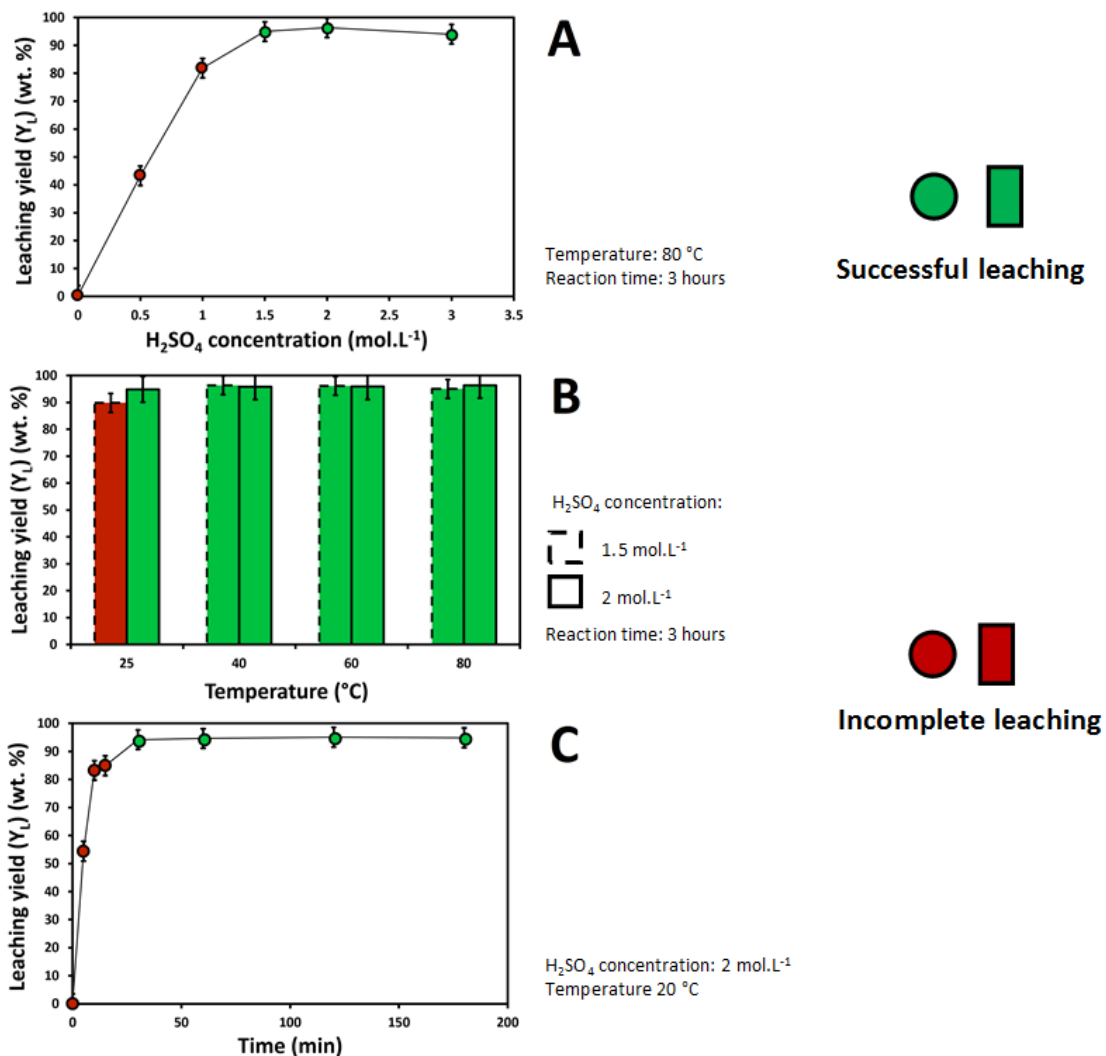 100
90
80
70
60
50
40
30
20
10
0
Leaching yield (Y_L) (wt. %)
0 0.5 1 1.5 2 2.5 3 3.5
H₂SO₄ concentration (mol.L⁻¹)
A
Temperature: 80 °C
Reaction time: 3 hours
Successful leaching
100
90
80
70
60
50
40
30
20
10
0
Leaching yield (Y_L) (wt. %)
25 40 60 80
Temperature (°C)
B
H₂SO₄ concentration:
1.5 mol.L⁻¹
2 mol.L⁻¹
Reaction time: 3 hours
Incomplete leaching
100
90
80
70
60
50
40
30
20
10
0
Leaching yield (Y_L) (wt. %)
0 50 100 150 200
Time (min)
C
H₂SO₄ concentration: 2 mol.L⁻¹
Temperature 20 °C